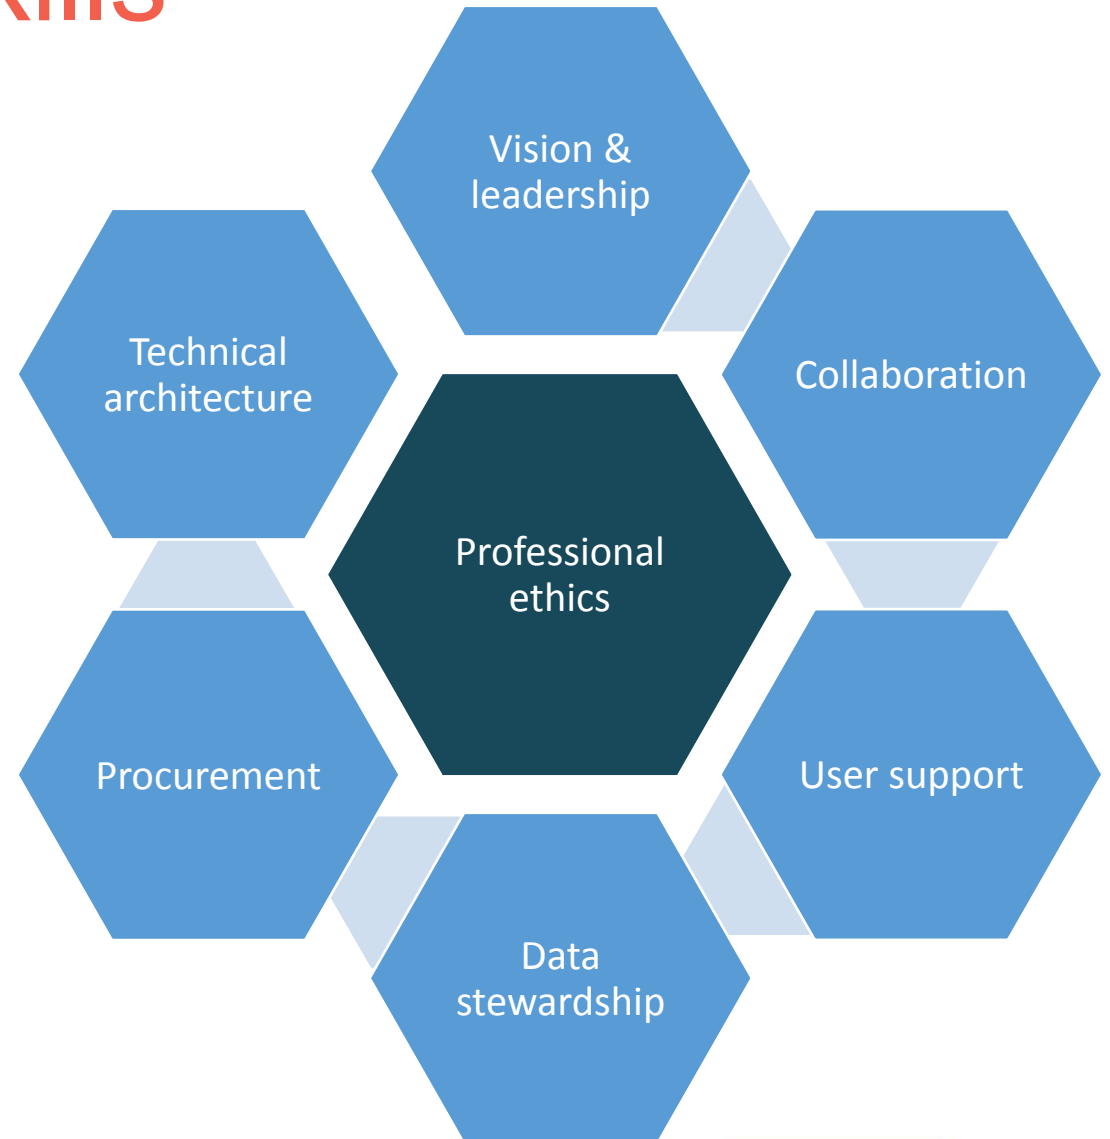 Vision &
leadership
Technical
architecture
Collaboration
Professional
ethics
Procurement
User support
Data
stewardship